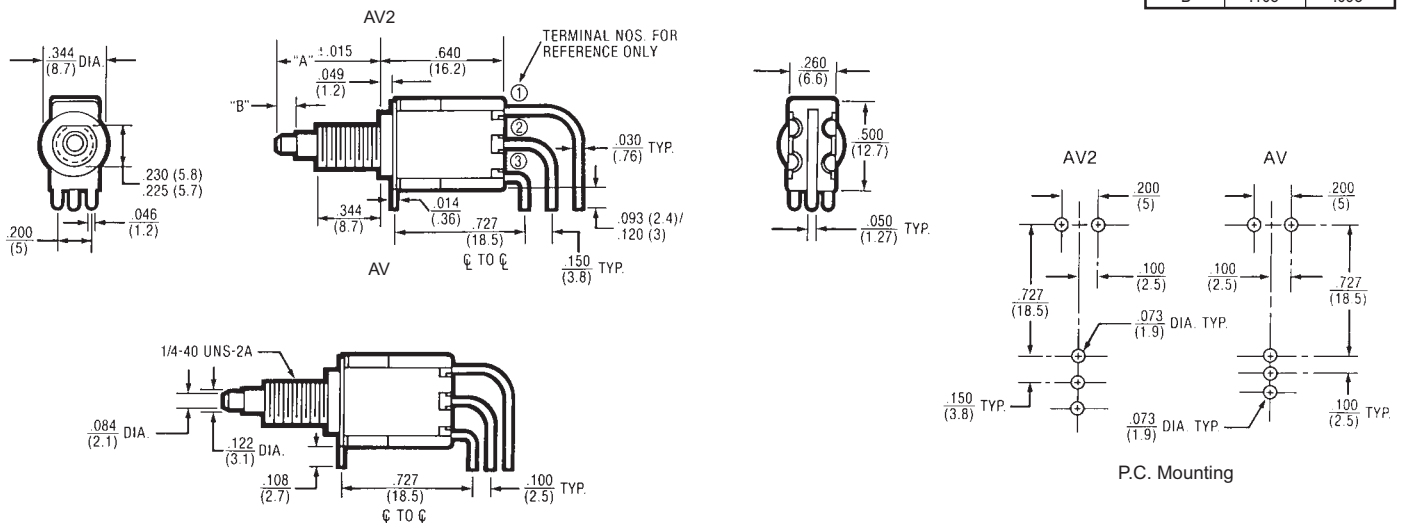 AV2
.344 DIA.
(8.7)
.230 (5.8)
.225 (5.7)
.046
(1.2)
.200
(5)
"A" ±.015
.640
(16.2)
.049
(1.2)
"B"
TERMINAL NOS. FOR
REFERENCE ONLY
①
②
③
.030 TYP.
(.76)
.344
(8.7)
.014
(.36)
.727
(18.5)
℄ TO ℄
.093 (2.4)/
.120 (3)
.150 TYP.
(3.8)
AV
.260
(6.6)
.500
(12.7)
.050 TYP.
(1.27)
1/4-40 UNS-2A
.084 DIA.
(2.1)
.122 DIA.
(3.1)
.108
(2.7)
.727
(18.5)
℄ TO ℄
.100 TYP.
(2.5)
AV2
.200
(5)
.727
(18.5)
.100
(2.5)
.073 DIA. TYP.
(1.9)
.150 TYP.
(3.8)
AV
.200
(5)
.100
(2.5)
.727
(18.5)
.073 DIA. TYP.
(1.9)
.100 TYP.
(2.5)
P.C. Mounting